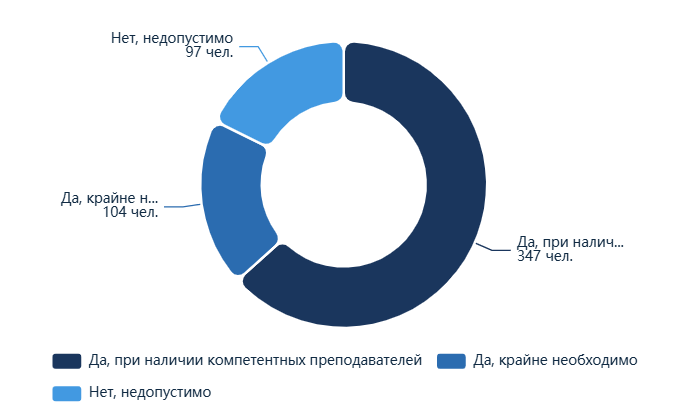 Нет, недопустимо
97 чел.
Да, крайне н...
104 чел.
Да, при налич...
347 чел.
Да, при наличии компетентных преподавателей
Да, крайне необходимо
Нет, недопустимо